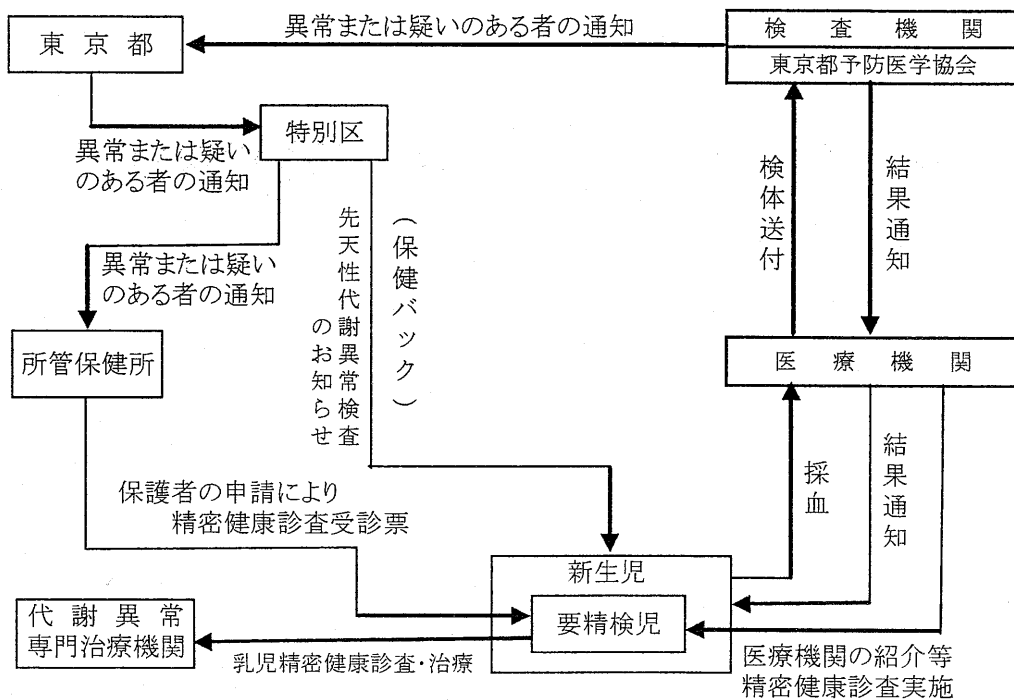 異常または疑いのある者の通知
東京都
検査機関
東京都予防医学協会
特別区
異常または疑い
のある者の通知
検体送付
結果通知
(保健バック)
先天性代謝異常検査
のお知らせ
異常または疑い
のある者の通知
所管保健所
医療機関
採血
結果通知
保護者の申請により
精密健康診査受診票
新生児
要精検児
代謝異常
専門治療機関
乳児精密健康診査・治療
医療機関の紹介等
精密健康診査実施